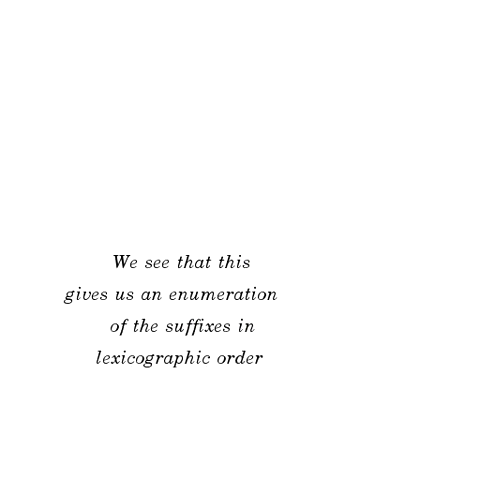 We see that this
gives us an enumeration
of the suffixes in
lexicographic order